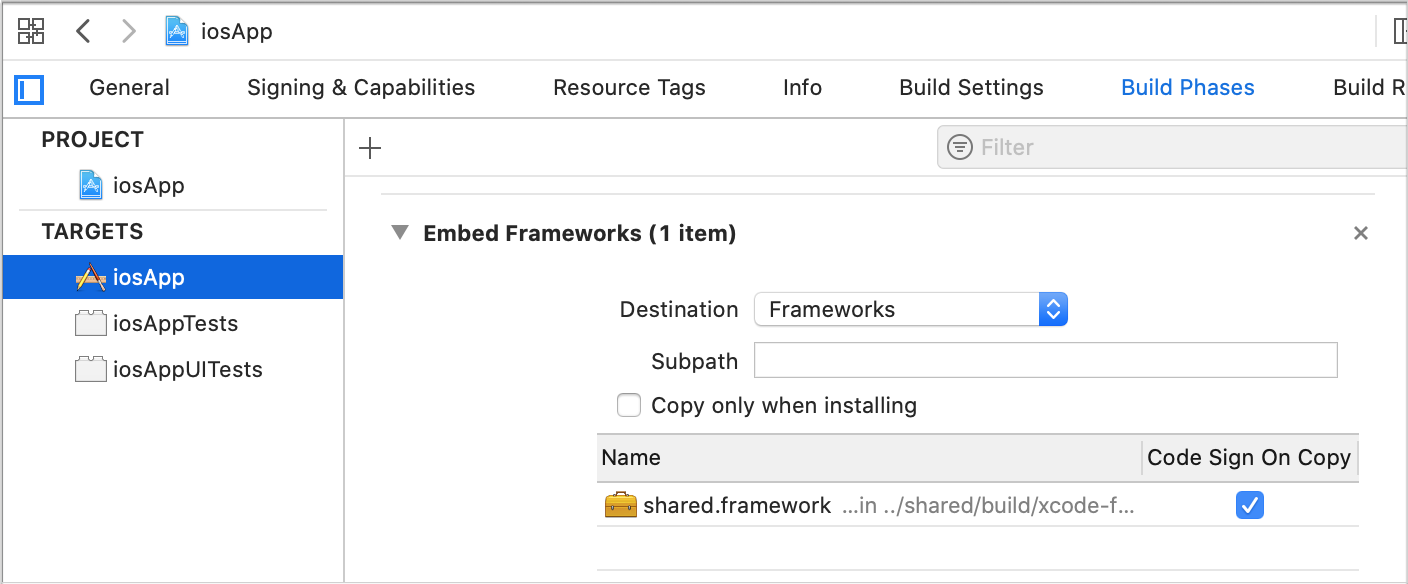 iosApp
General Signing & Capabilities Resource Tags Info Build Settings Build Phases Build R
PROJECT
iosApp
TARGETS
iosApp
iosAppTests
iosAppUITests
Filter
Embed Frameworks (1 item)
Destination Frameworks
Subpath
Copy only when installing
Name Code Sign On Copy
shared.framework ...in ../shared/build/xcode-f...